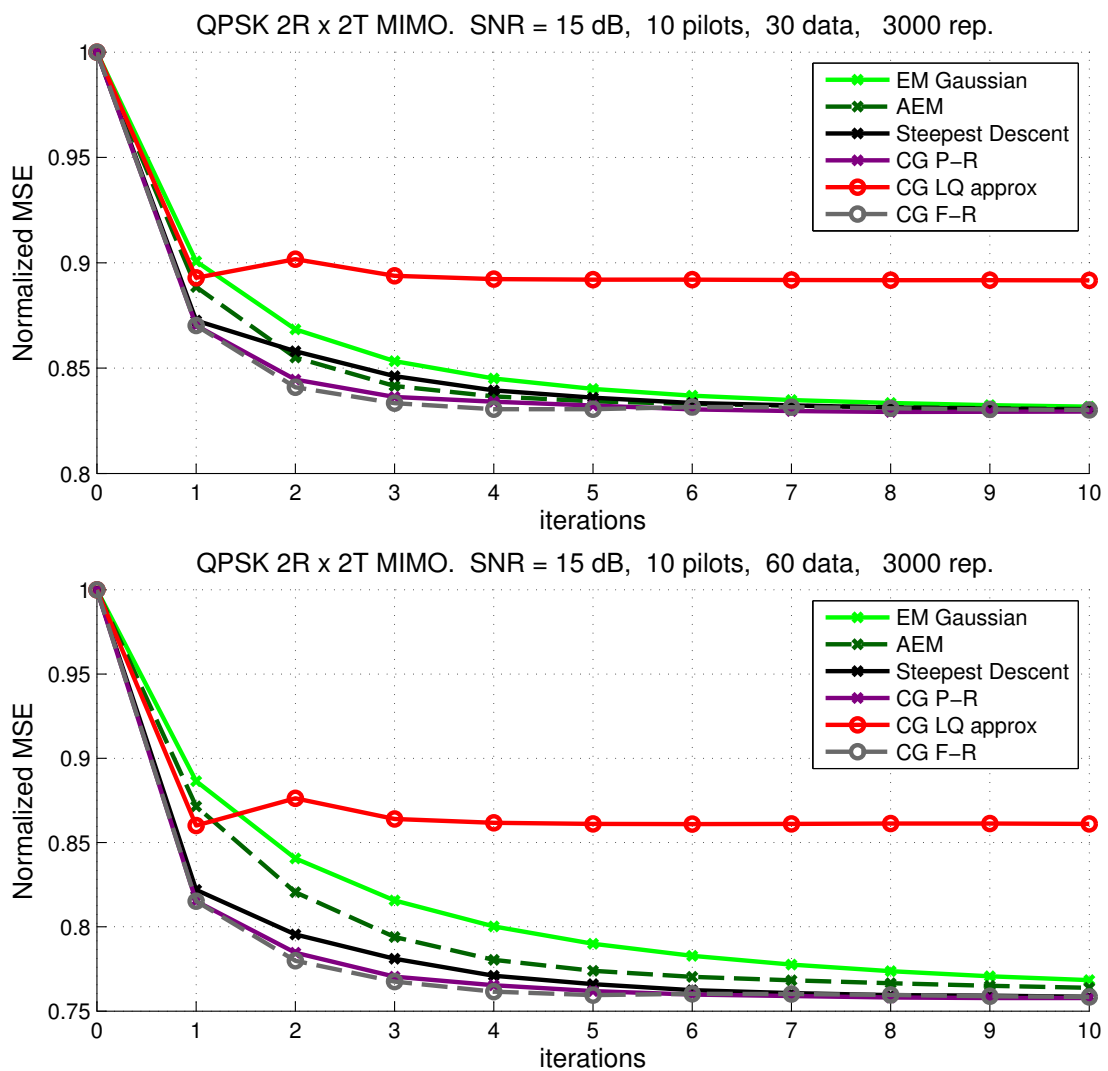 QPSK 2R x 2T MIMO. SNR = 15 dB, 10 pilots, 30 data, 3000 rep.
1
0.95
0.9
0.85
0.8
Normalized MSE
EM Gaussian
AEM
Steepest Descent
CG P−R
CG LQ approx
CG F−R
0 1 2 3 4 5 6 7 8 9 10
iterations
QPSK 2R x 2T MIMO. SNR = 15 dB, 10 pilots, 60 data, 3000 rep.
1
0.95
0.9
0.85
0.8
0.75
Normalized MSE
EM Gaussian
AEM
Steepest Descent
CG P−R
CG LQ approx
CG F−R
0 1 2 3 4 5 6 7 8 9 10
iterations